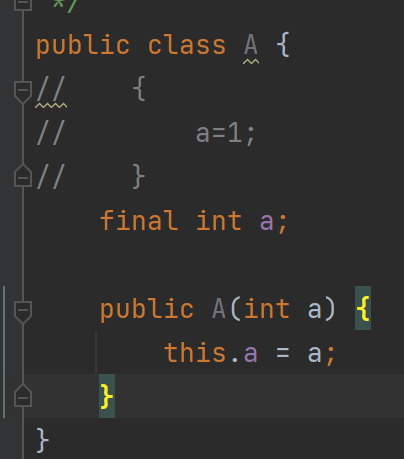 */
public class A {
//    {
//        a=1;
//    }
    final int a;

    public A(int a) {
        this.a = a;
    }
}